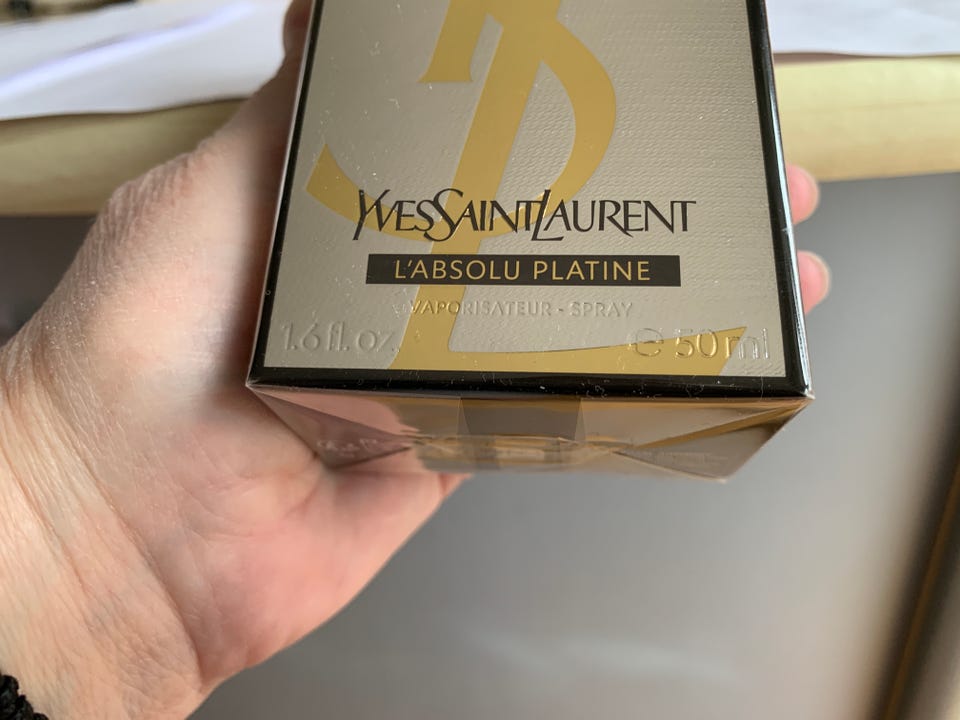 YVESSAINTLAURENT
L'ABSOLU PLATINE
VAPORISATEUR - SPRAY
1.6 fl. oz. ℮ 50 ml